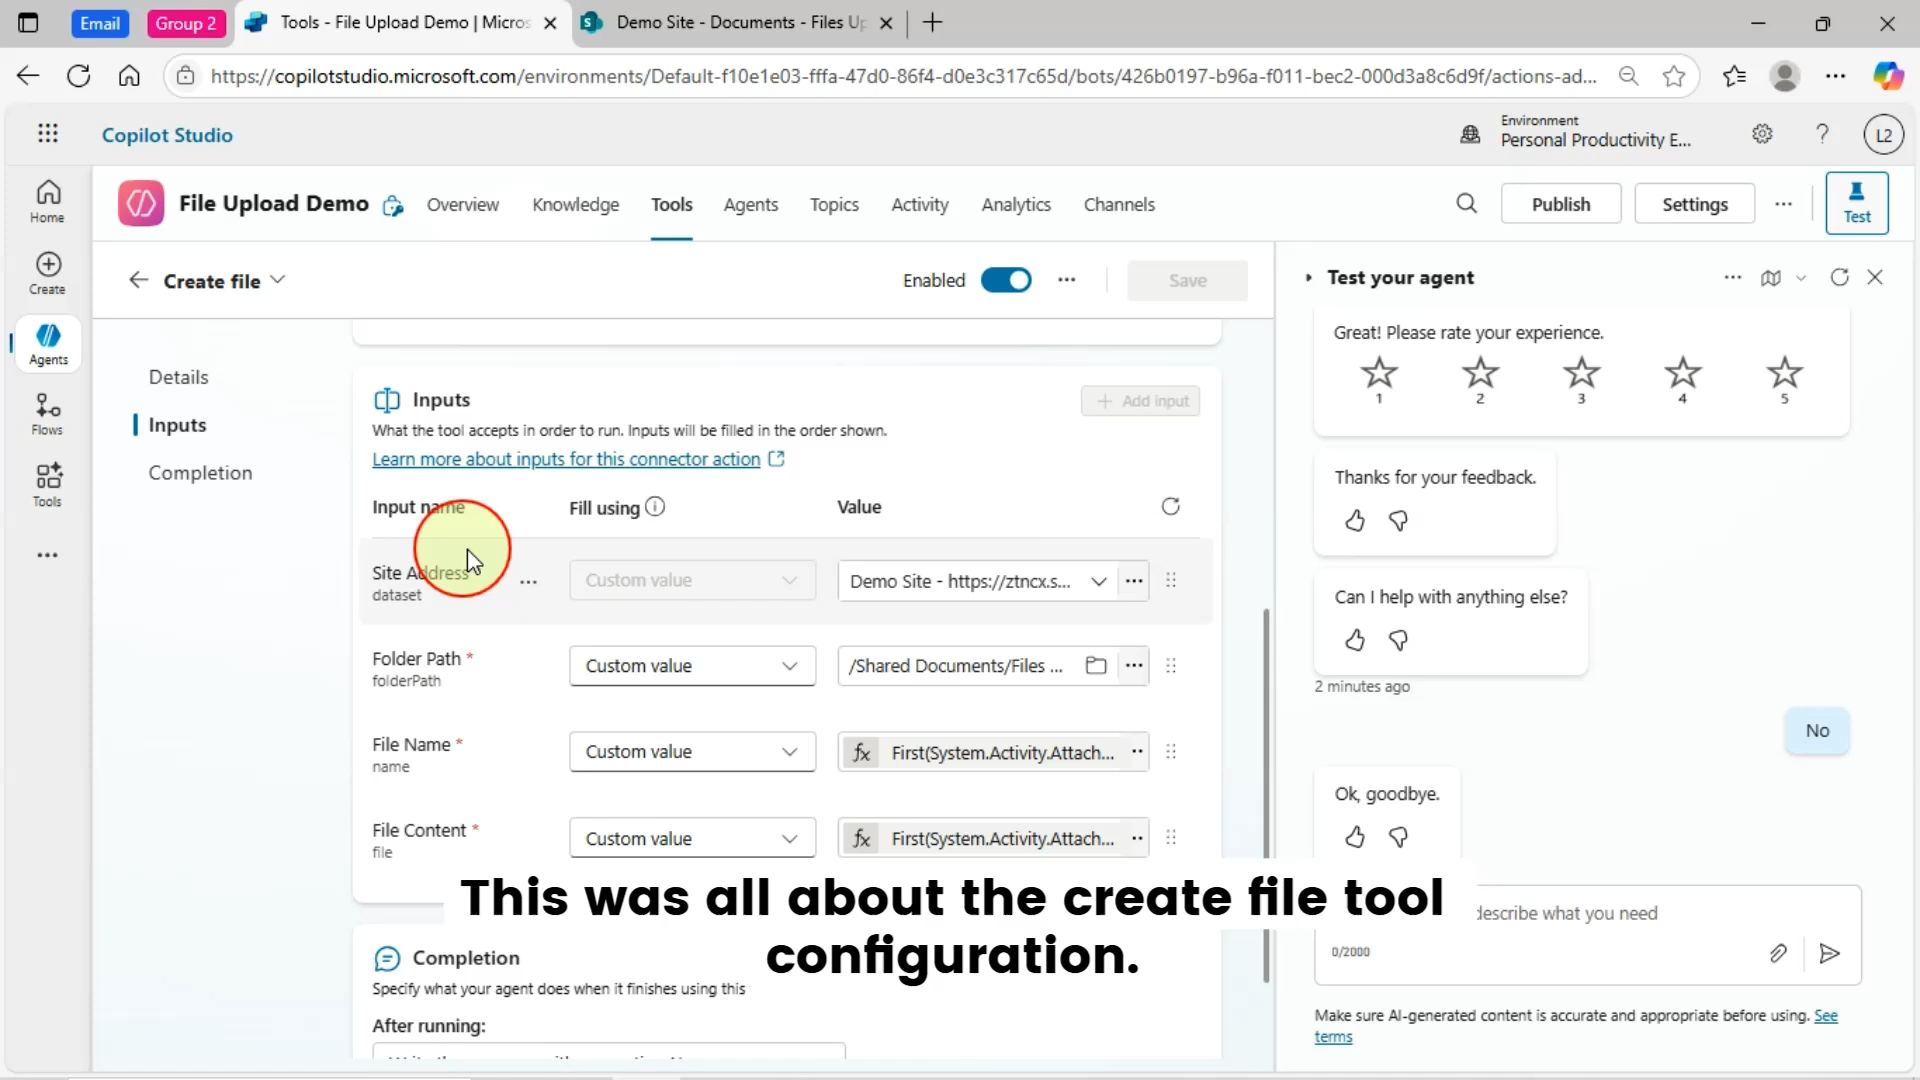 Email
Group 2
Tools - File Upload Demo | Micros
Demo Site - Documents - Files Up
https://copilotstudio.microsoft.com/environments/Default-f10e1e03-fffa-47d0-86f4-d0e3c317c65d/bots/426b0197-b96a-f011-bec2-000d3a8c6d9f/actions-ad...
Copilot Studio
Environment
Personal Productivity E...
L2
Home
Create
Agents
Flows
Tools
File Upload Demo
Overview
Knowledge
Tools
Agents
Topics
Activity
Analytics
Channels
Publish
Settings
Test
Create file
Enabled
Save
Details
Inputs
Completion
Inputs
Add input
What the tool accepts in order to run. Inputs will be filled in the order shown.
Learn more about inputs for this connector action
Input name
Fill using
Value
Site Address
dataset
Custom value
Demo Site - https://ztncx.s...
Folder Path *
folderPath
Custom value
/Shared Documents/Files ...
File Name *
name
Custom value
fx First(System.Activity.Attach...
File Content *
file
Custom value
fx First(System.Activity.Attach...
Completion
Specify what your agent does when it finishes using this
After running:
Test your agent
Great! Please rate your experience.
1 2 3 4 5
Thanks for your feedback.
Can I help with anything else?
2 minutes ago
No
Ok, goodbye.
describe what you need
0/2000
Make sure AI-generated content is accurate and appropriate before using. See
terms
This was all about the create file tool
configuration.